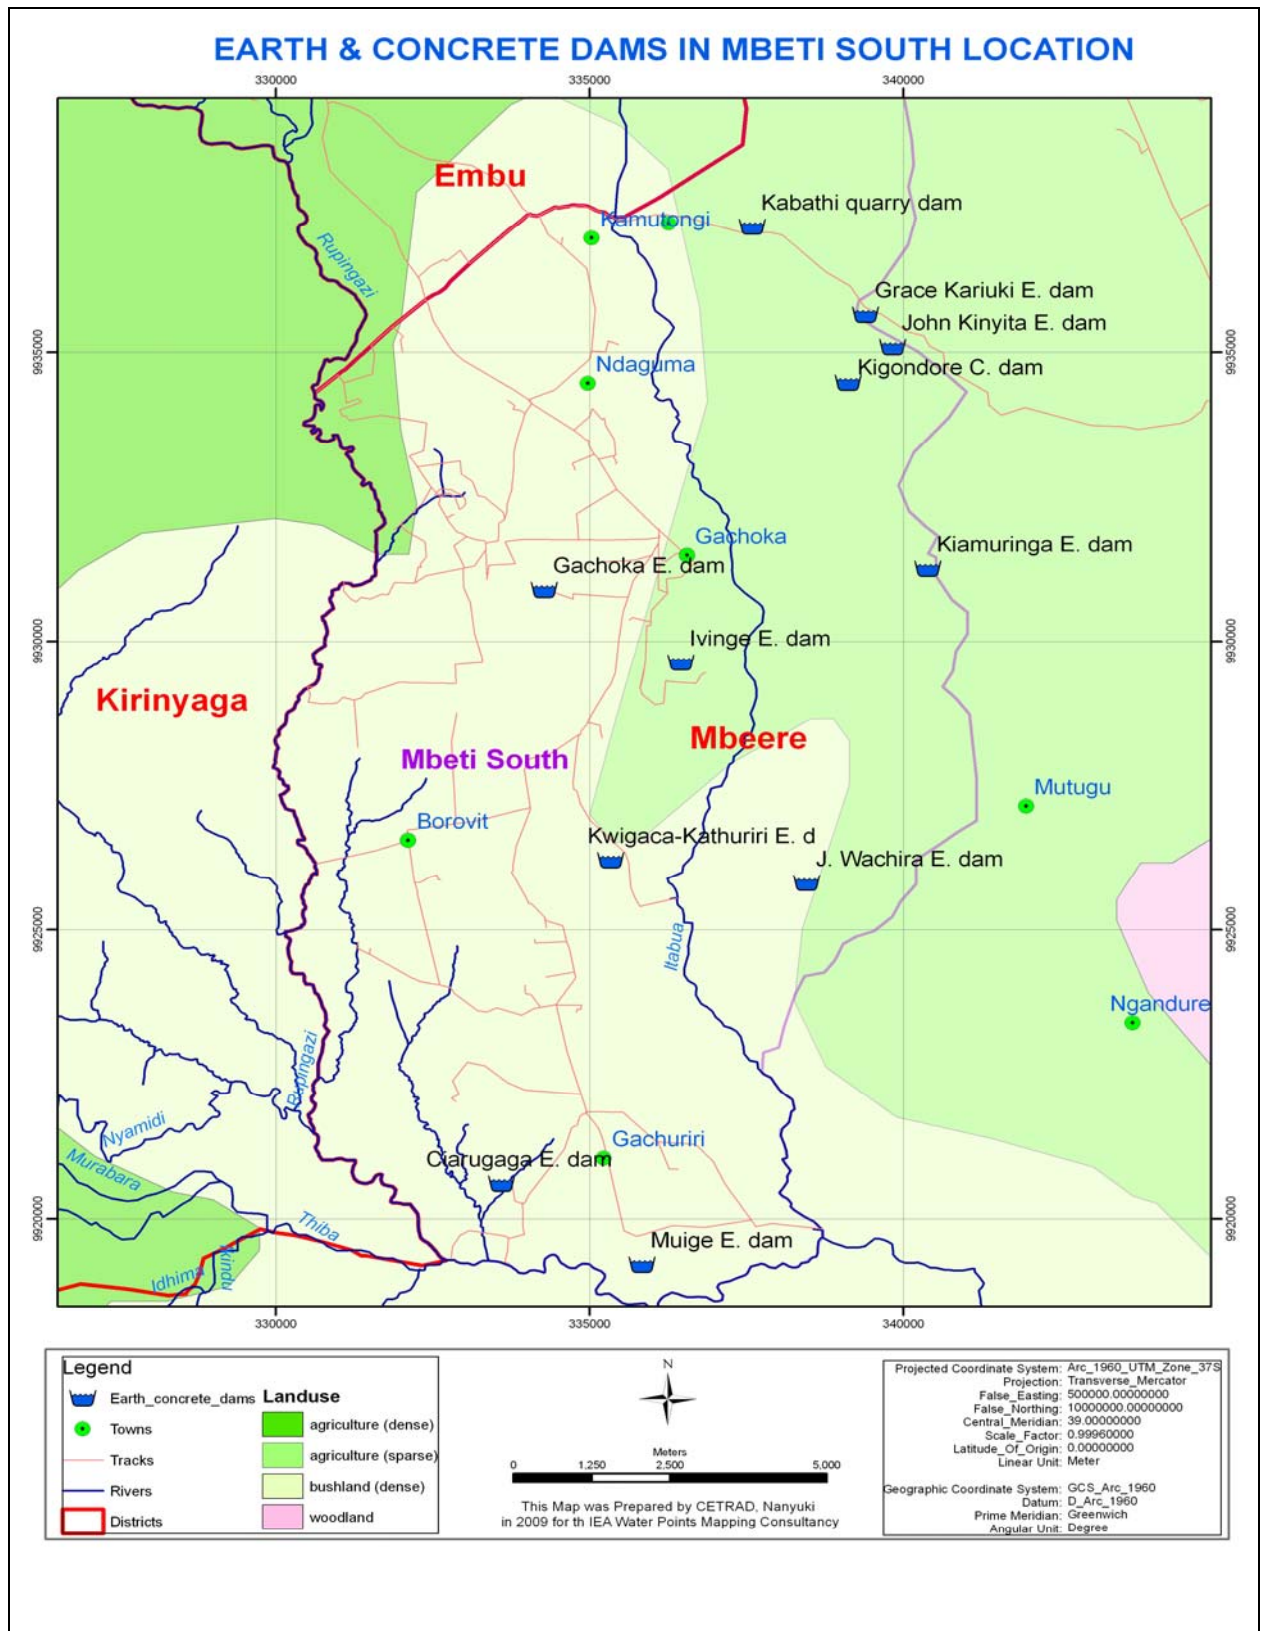 EARTH & CONCRETE DAMS IN MBETI SOUTH LOCATION
330000 335000 340000
Embu
Kabathi quarry dam
Kamutongi
Rupingazi
Grace Kariuki E. dam
John Kinyita E. dam
9935000 9935000
Ndaguma
Kigondore C. dam
Gachoka
Kiamuringa E. dam
Gachoka E. dam
9930000 9930000
Ivinge E. dam
Kirinyaga
Mbeere
Mbeti South
Mutugu
Borovit
Kwigaca-Kathuriri E. d
J. Wachira E. dam
9925000 9925000
Itabua
Ngandure
Rupingazi
Nyamidi
Gachuriri
Murabara
Ciarugaga E. dam
9920000 9920000
Thiba
Muige E. dam
Kindu
Idhima
330000 335000 340000
Legend
Earth_concrete_dams
Towns
Tracks
Rivers
Districts
Landuse
agriculture (dense)
agriculture (sparse)
bushland (dense)
woodland
N
Meters
0 1,250 2,500 5,000
This Map was Prepared by CETRAD, Nanyuki
in 2009 for th IEA Water Points Mapping Consultancy
Projected Coordinate System: Arc_1960_UTM_Zone_37S
Projection: Transverse_Mercator
False_Easting: 500000.00000000
False_Northing: 10000000.00000000
Central_Meridian: 39.00000000
Scale_Factor: 0.99960000
Latitude_Of_Origin: 0.00000000
Linear Unit: Meter
Geographic Coordinate System: GCS_Arc_1960
Datum: D_Arc_1960
Prime Meridian: Greenwich
Angular Unit: Degree